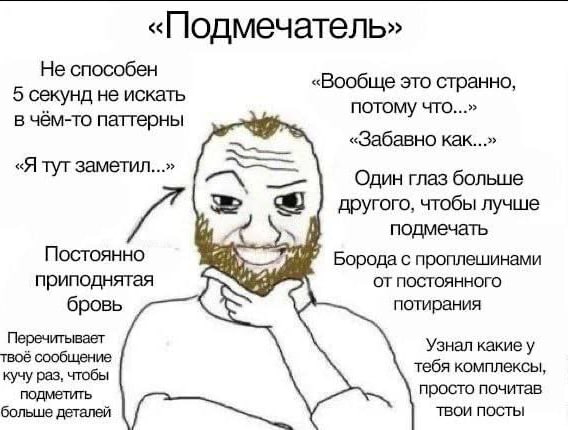 «Подмечатель»
Не способен
5 секунд не искать
в чём-то паттерны
«Я тут заметил...»
Постоянно
приподнятая
бровь
Перечитывает
твоё сообщение
кучу раз, чтобы
подметить
больше деталей
«Вообще это странно,
потому что...»
«Забавно как...»
Один глаз больше
другого, чтобы лучше
подмечать
Борода с проплешинами
от постоянного
потирания
Узнал какие у
тебя комплексы,
просто почитав
твои посты